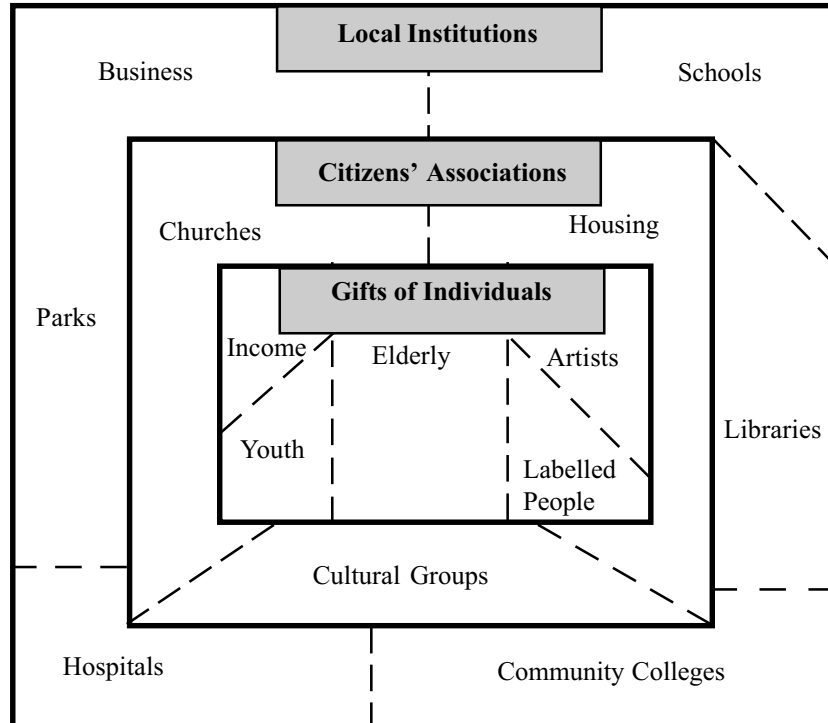 Local Institutions
Business
Schools
Citizens’ Associations
Churches
Housing
Gifts of Individuals
Parks
Income
Elderly
Artists
Libraries
Youth
Labelled
People
Cultural Groups
Hospitals
Community Colleges